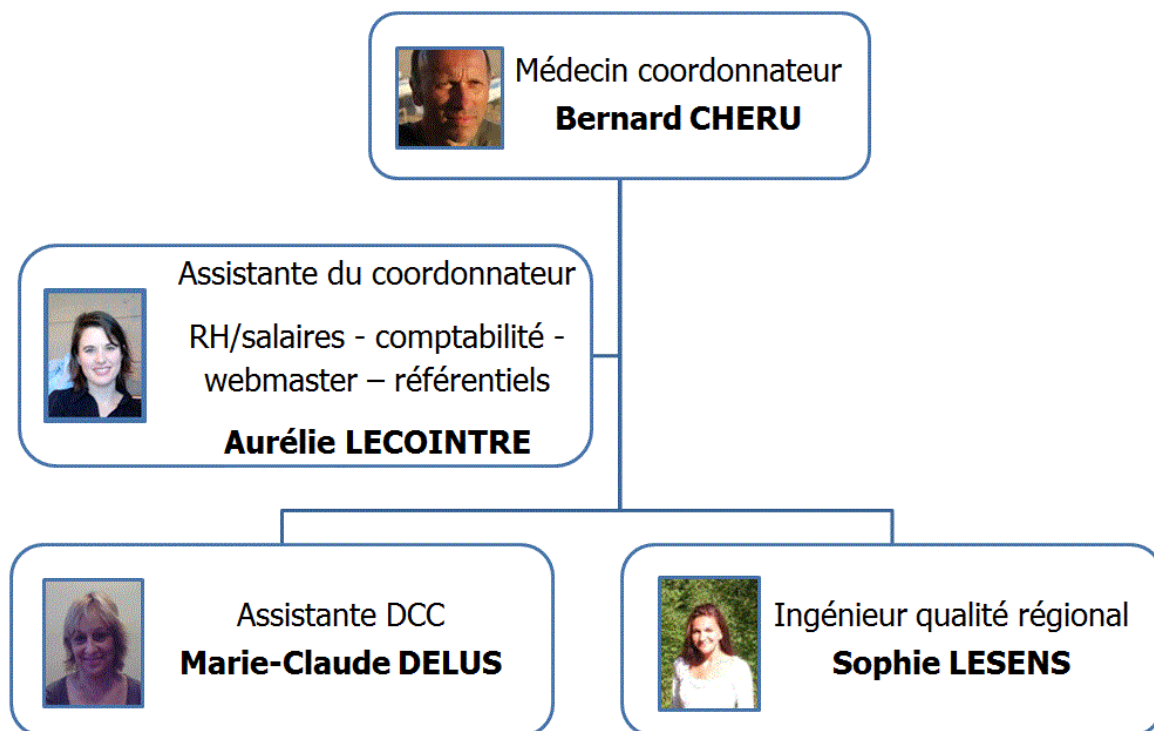 Médecin coordonnateur
Bernard CHERU
Assistante du coordonnateur
RH/salaires - comptabilité -
webmaster – référentiels
Aurélie LECOINTRE
Assistante DCC
Marie-Claude DELUS
Ingénieur qualité régional
Sophie LESENS